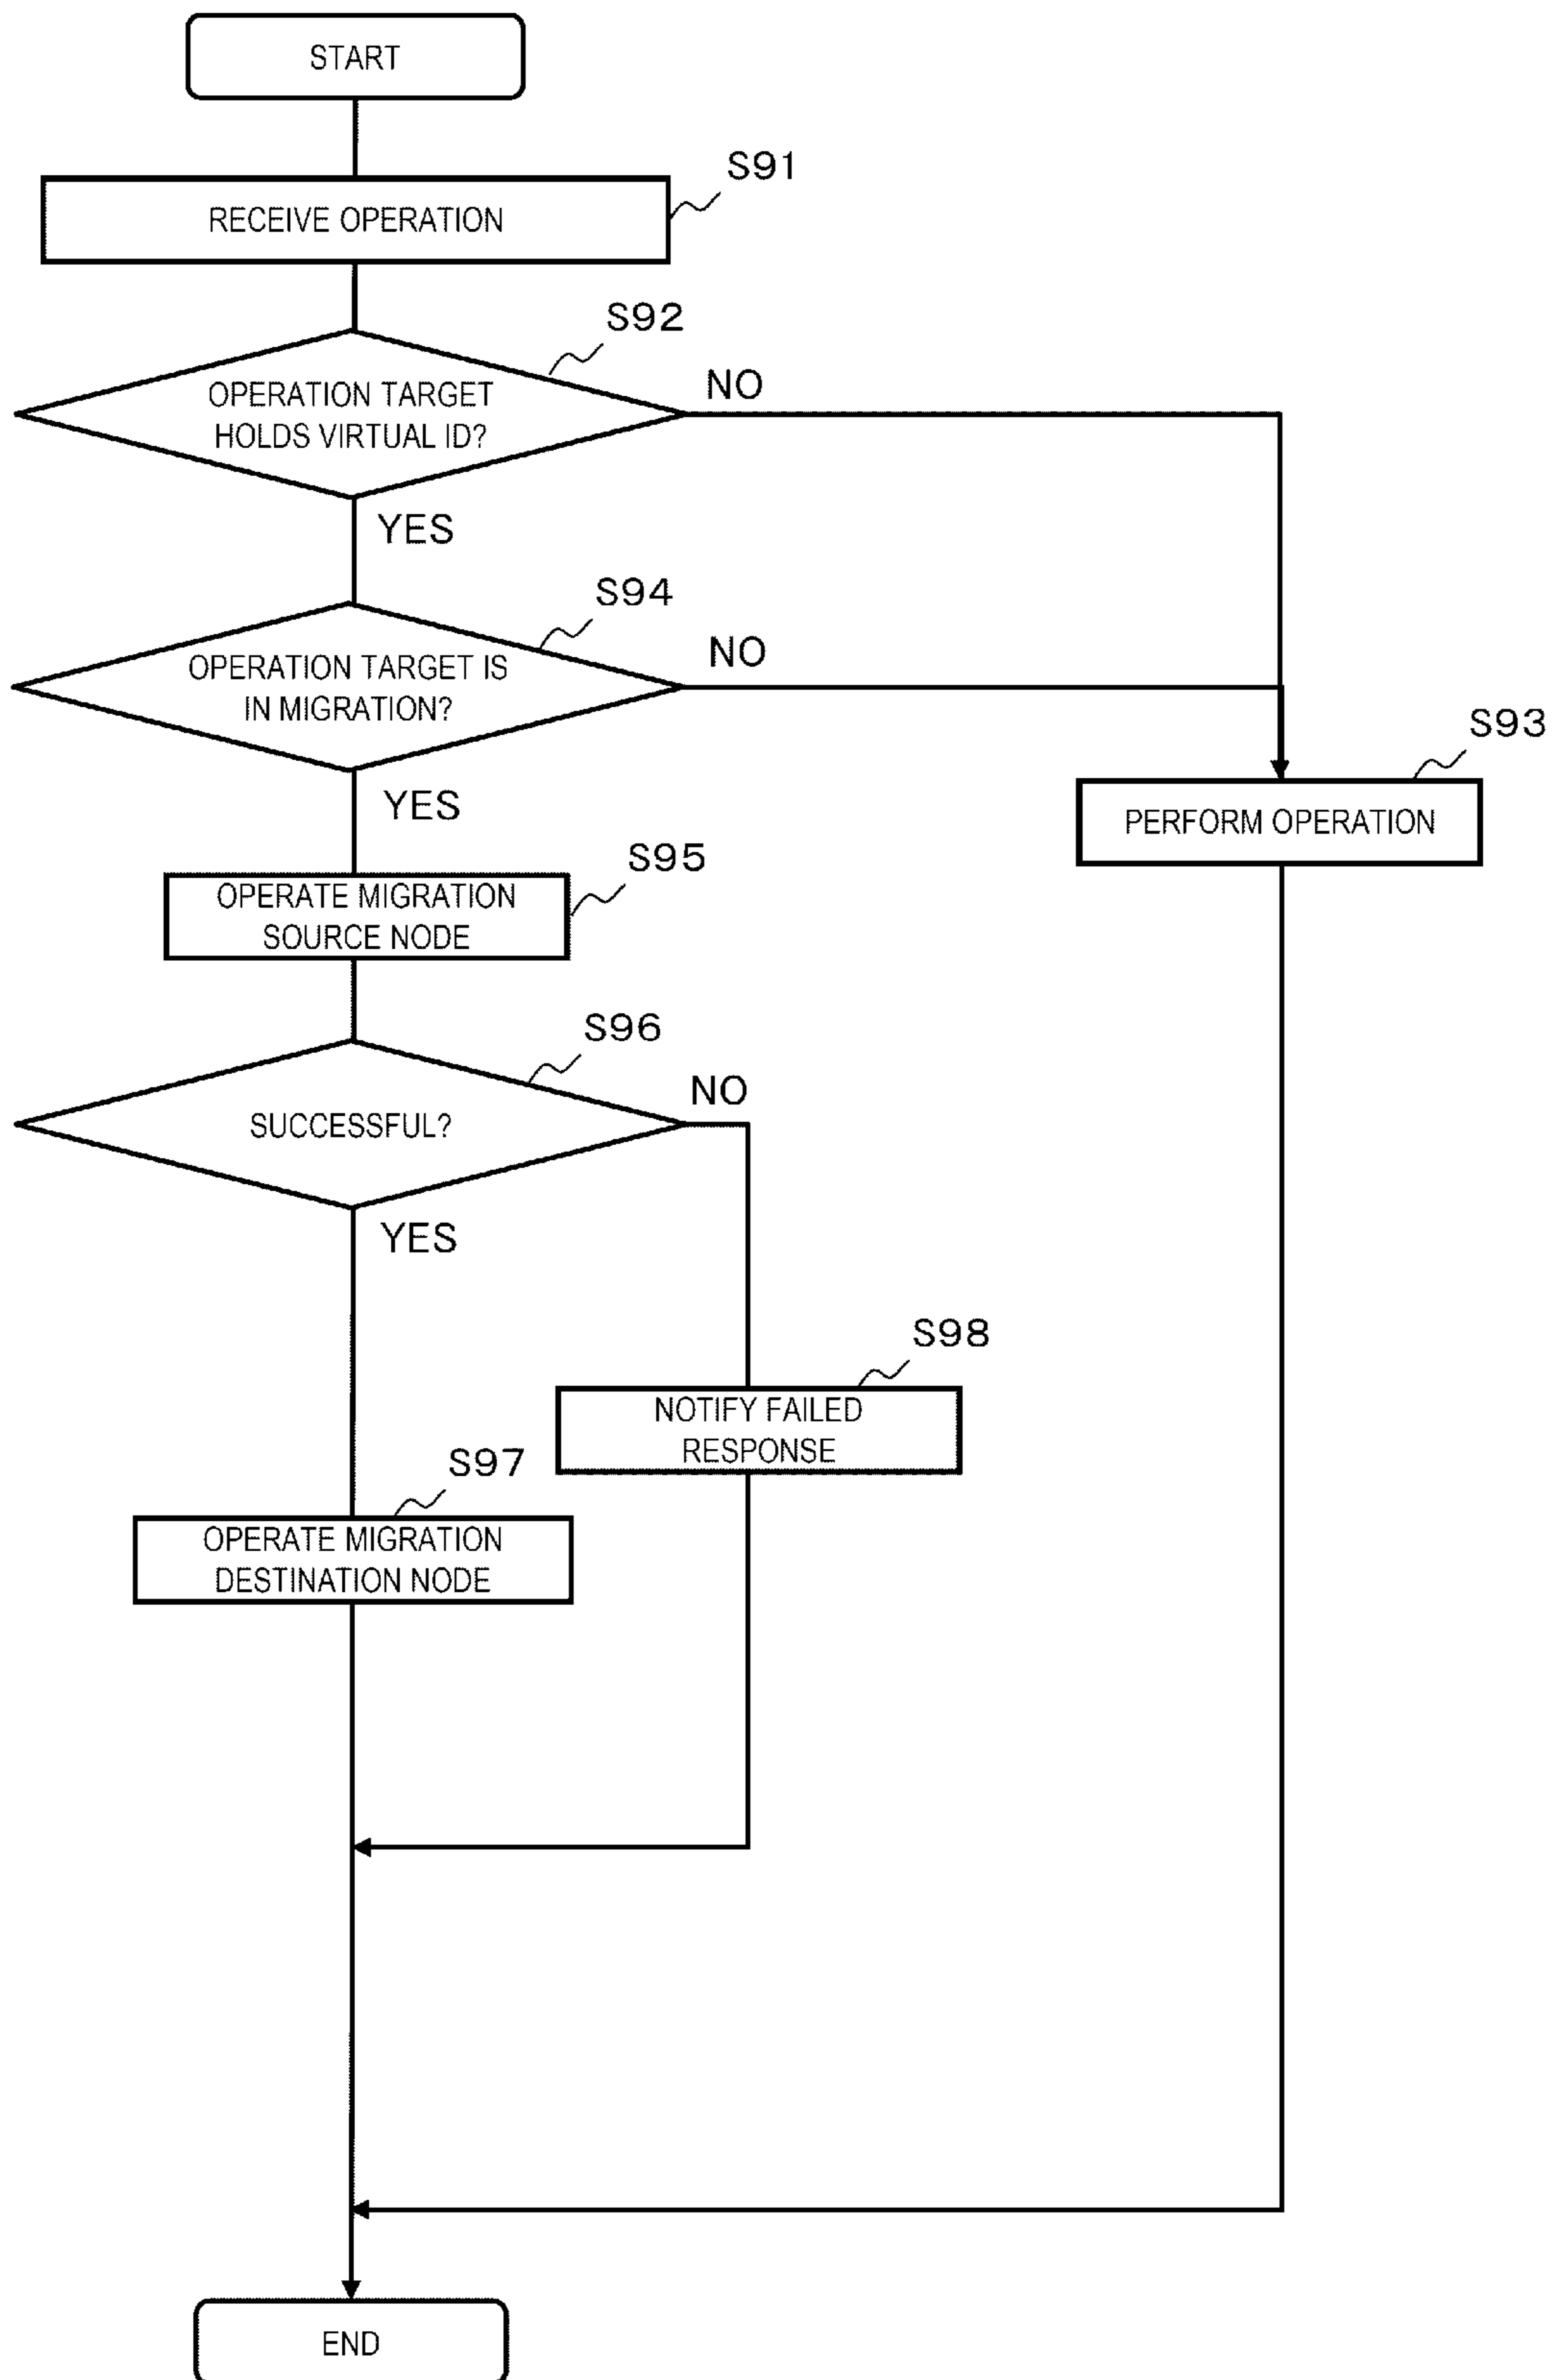 START
S91
RECEIVE OPERATION
S92
OPERATION TARGET
HOLDS VIRTUAL ID?
NO
YES
S94
OPERATION TARGET IS
IN MIGRATION?
NO
YES
S93
PERFORM OPERATION
S95
OPERATE MIGRATION
SOURCE NODE
S96
SUCCESSFUL?
NO
YES
S98
NOTIFY FAILED
RESPONSE
S97
OPERATE MIGRATION
DESTINATION NODE
END